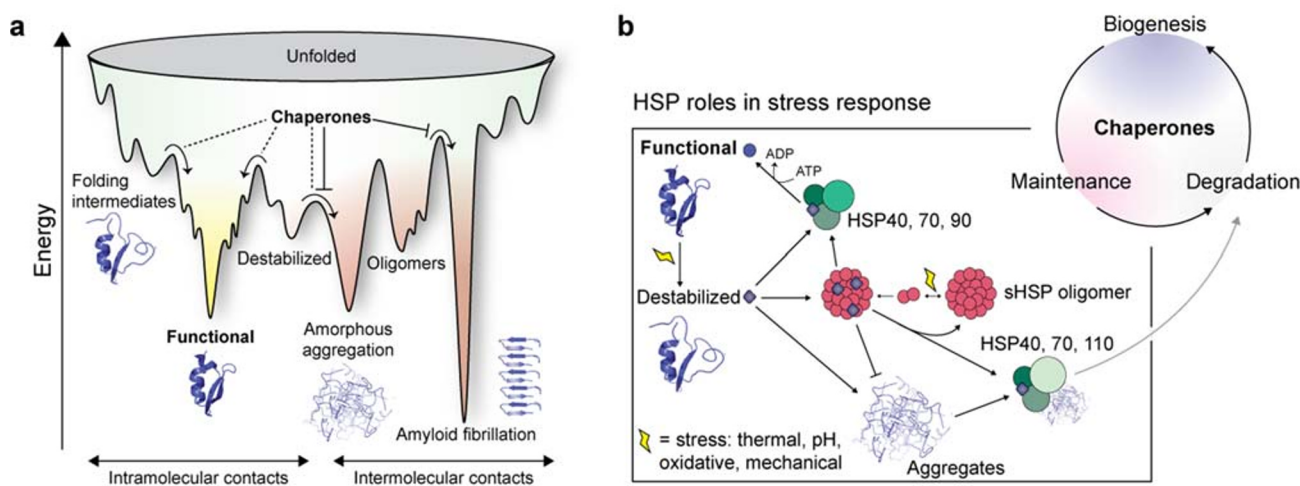 a
Energy
Unfolded
Chaperones
Folding
intermediates
Destabilized
Oligomers
Functional
Amorphous
aggregation
Amyloid fibrillation
Intramolecular contacts
Intermolecular contacts
b
HSP roles in stress response
Biogenesis
Chaperones
Maintenance
Degradation
Functional
ADP
ATP
HSP40, 70, 90
Destabilized
sHSP oligomer
HSP40, 70, 110
= stress: thermal, pH,
oxidative, mechanical
Aggregates